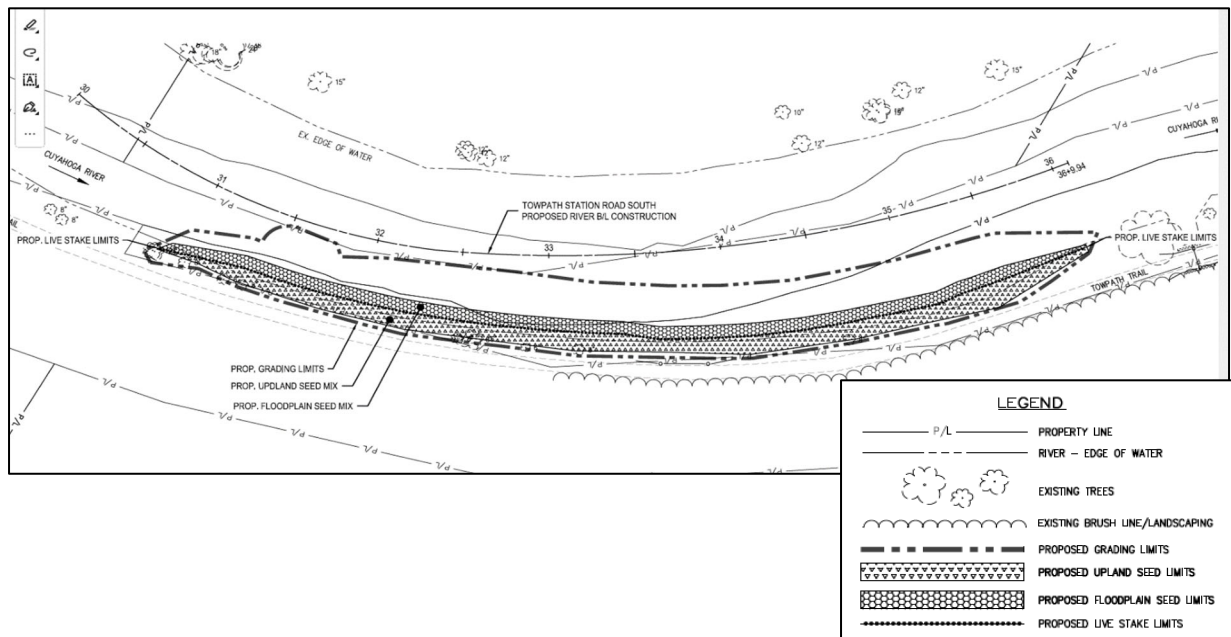 A
18"
15"
30
EX. EDGE OF WATER
CUYAHOGA RIVER
P/L
6"
8"
PROP. LIVE STAKE LIMITS
31
32
33
34
35
36
36+9.94
12"
10"
12"
12"
15"
TOWPATH STATION ROAD SOUTH
PROPOSED RIVER B/L CONSTRUCTION
PROP. LIVE STAKE LIMITS
TOWPATH TRAIL
PROP. GRADING LIMITS
PROP. UPDLAND SEED MIX
PROP. FLOODPLAIN SEED MIX
LEGEND
P/L PROPERTY LINE
RIVER - EDGE OF WATER
EXISTING TREES
EXISTING BRUSH LINE/LANDSCAPING
PROPOSED GRADING LIMITS
PROPOSED UPLAND SEED LIMITS
PROPOSED FLOODPLAIN SEED LIMITS
PROPOSED LIVE STAKE LIMITS